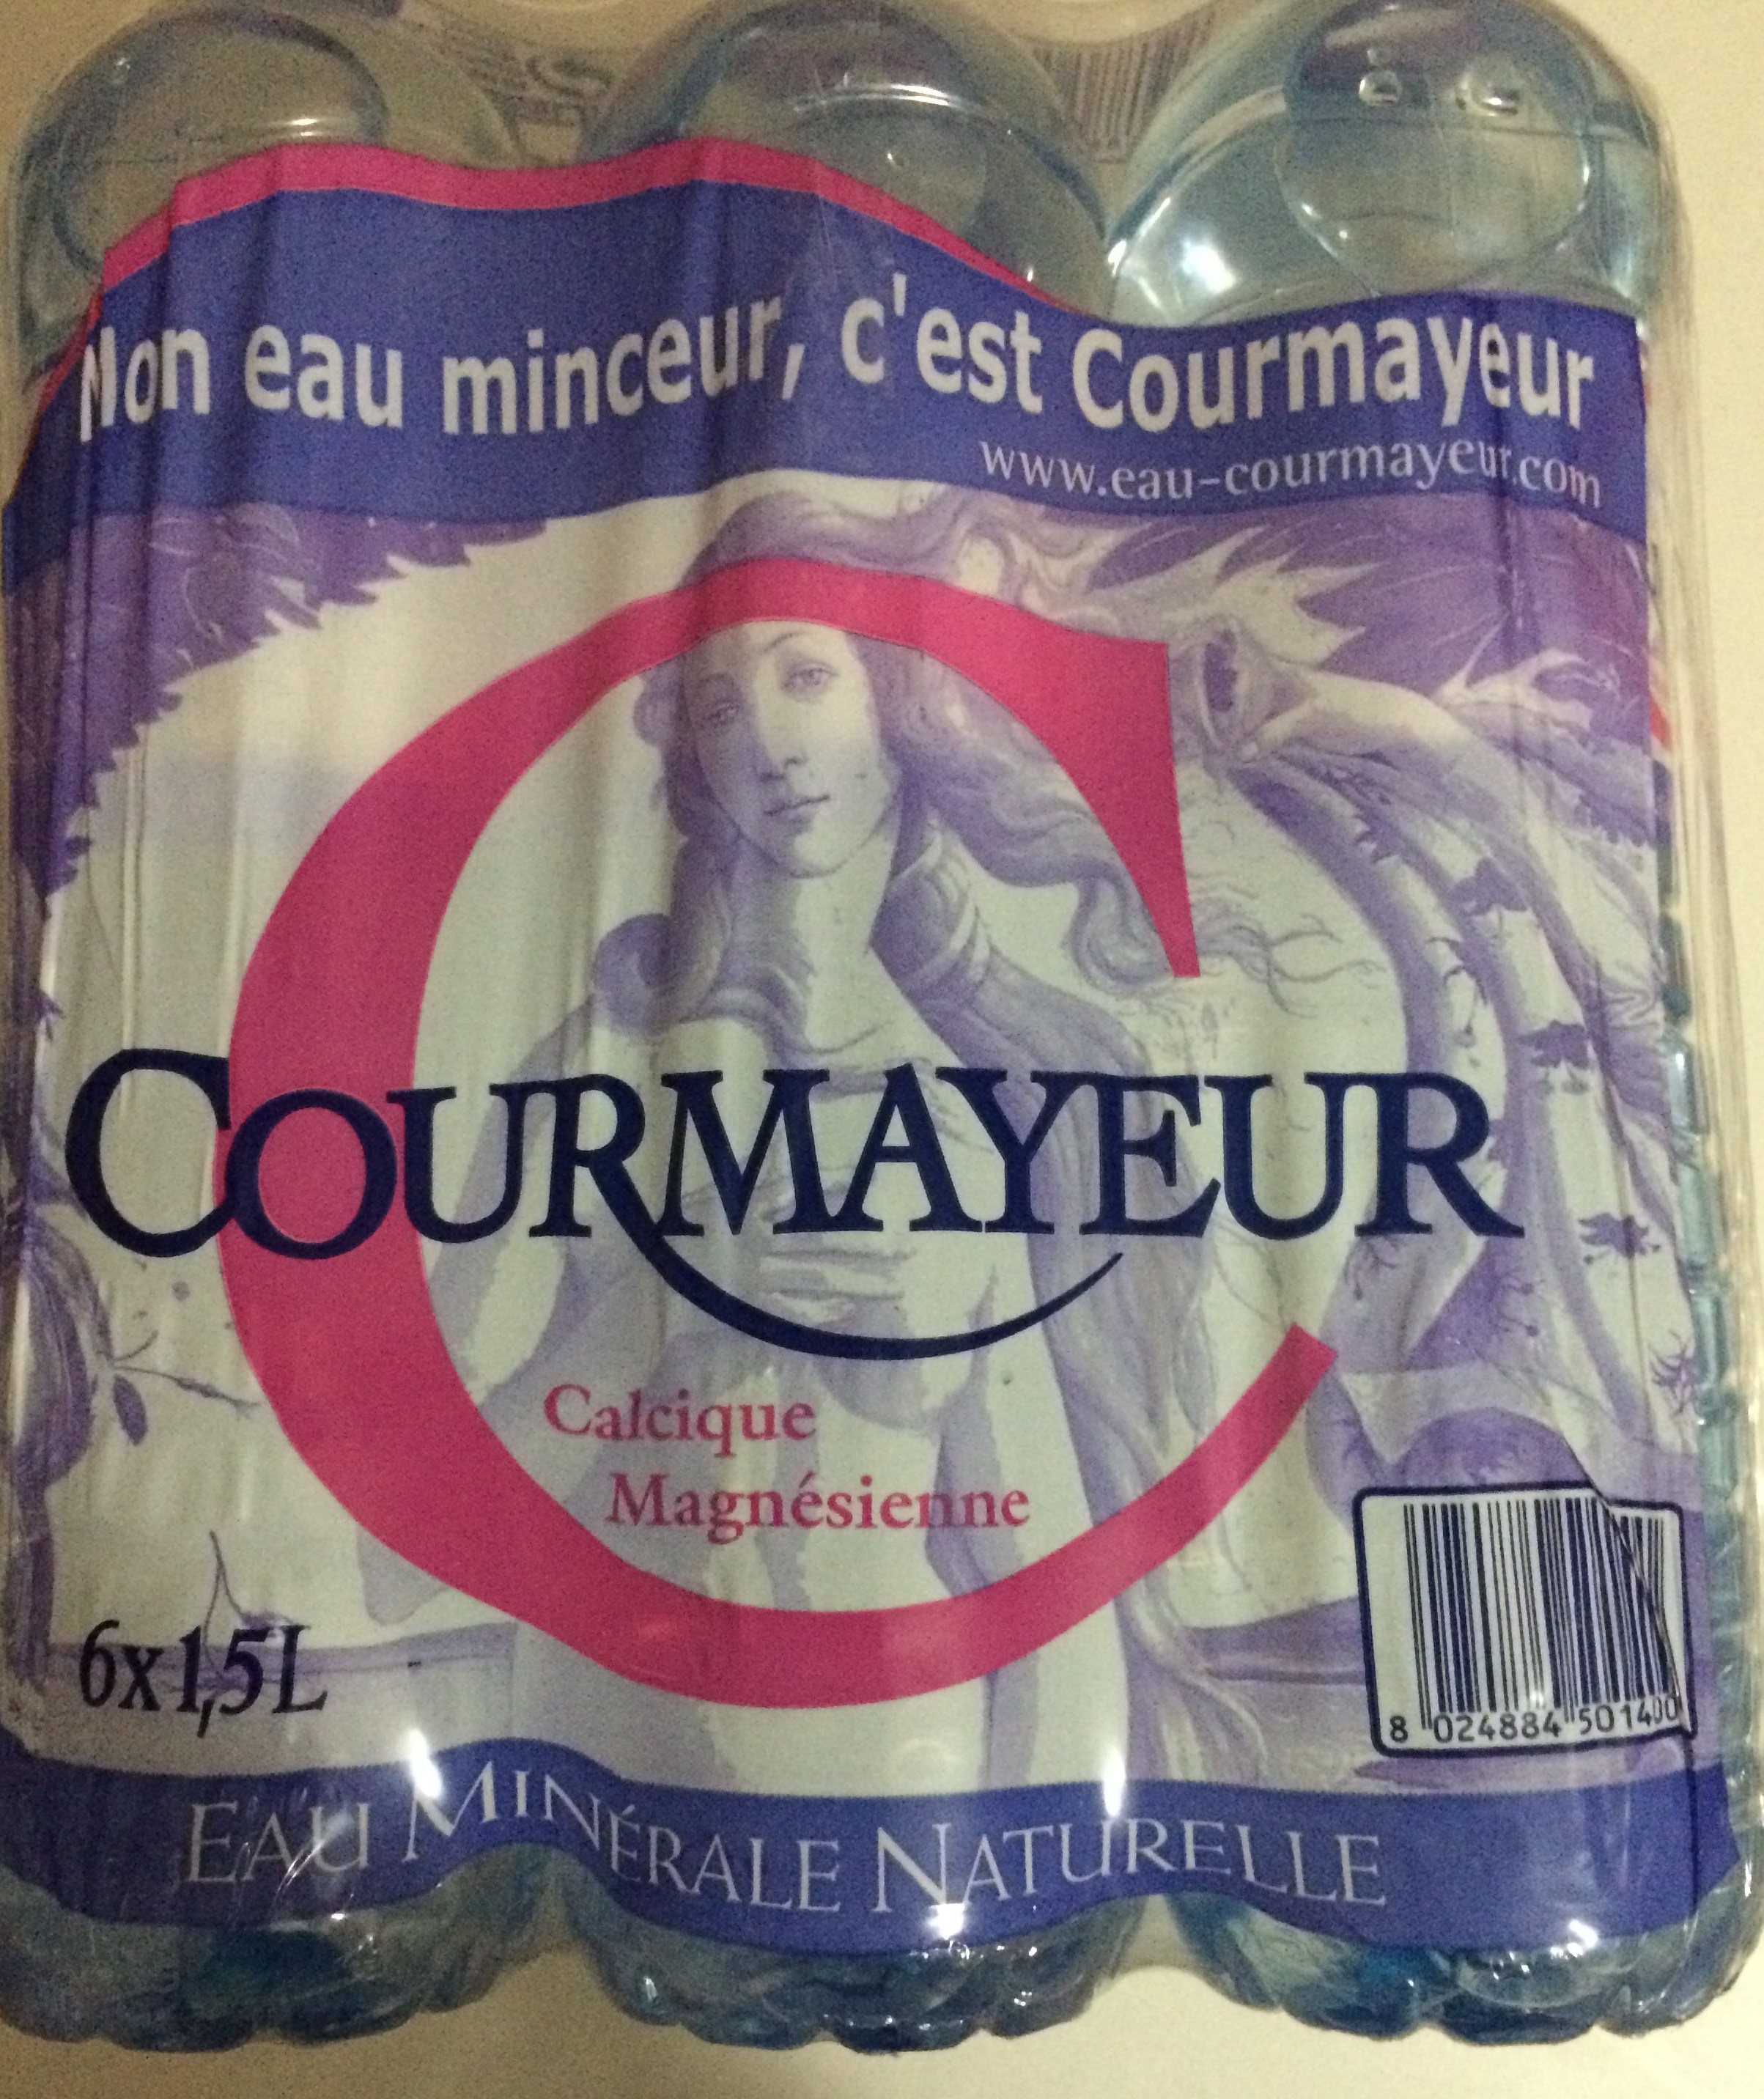 Mon eau minceur, c'est Courmayeur
www.eau-courmayeur.com
C
COURMAYEUR
Calcique
Magnésienne
6x1,5L
8 024884 501400
EAU MINÉRALE NATURELLE